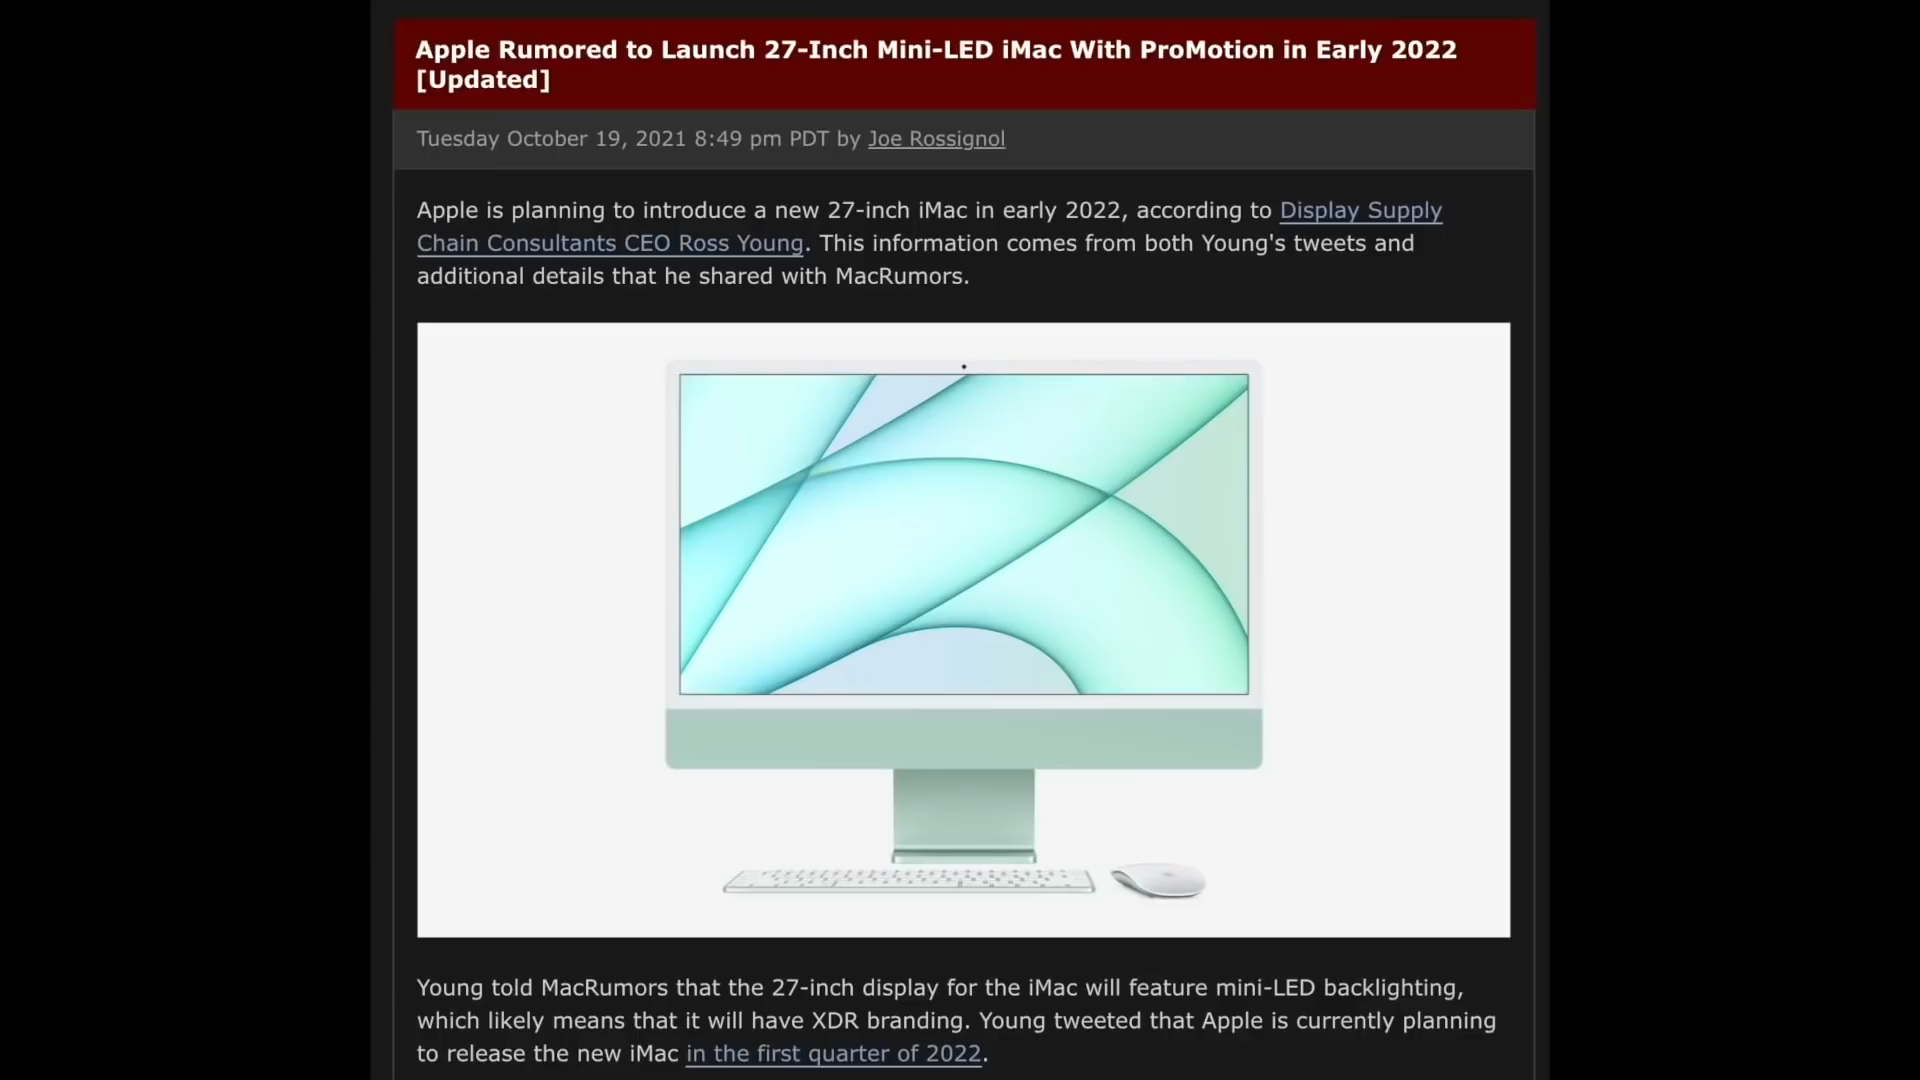 Apple Rumored to Launch 27-Inch Mini-LED iMac With ProMotion in Early 2022
[Updated]
Tuesday October 19, 2021 8:49 pm PDT by Joe Rossignol
Apple is planning to introduce a new 27-inch iMac in early 2022, according to Display Supply
Chain Consultants CEO Ross Young. This information comes from both Young's tweets and
additional details that he shared with MacRumors.
Young told MacRumors that the 27-inch display for the iMac will feature mini-LED backlighting,
which likely means that it will have XDR branding. Young tweeted that Apple is currently planning
to release the new iMac in the first quarter of 2022.